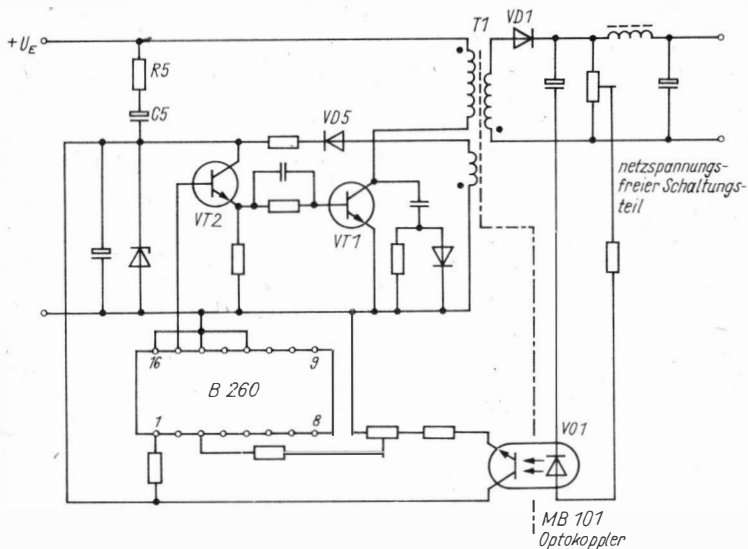 T1
VD1
+U_E
R5
C5
VD5
VT2
VT1
netzspannungs-
freier Schaltungs-
teil
16
9
B 260
1
8
VO1
MB 101
Optokoppler